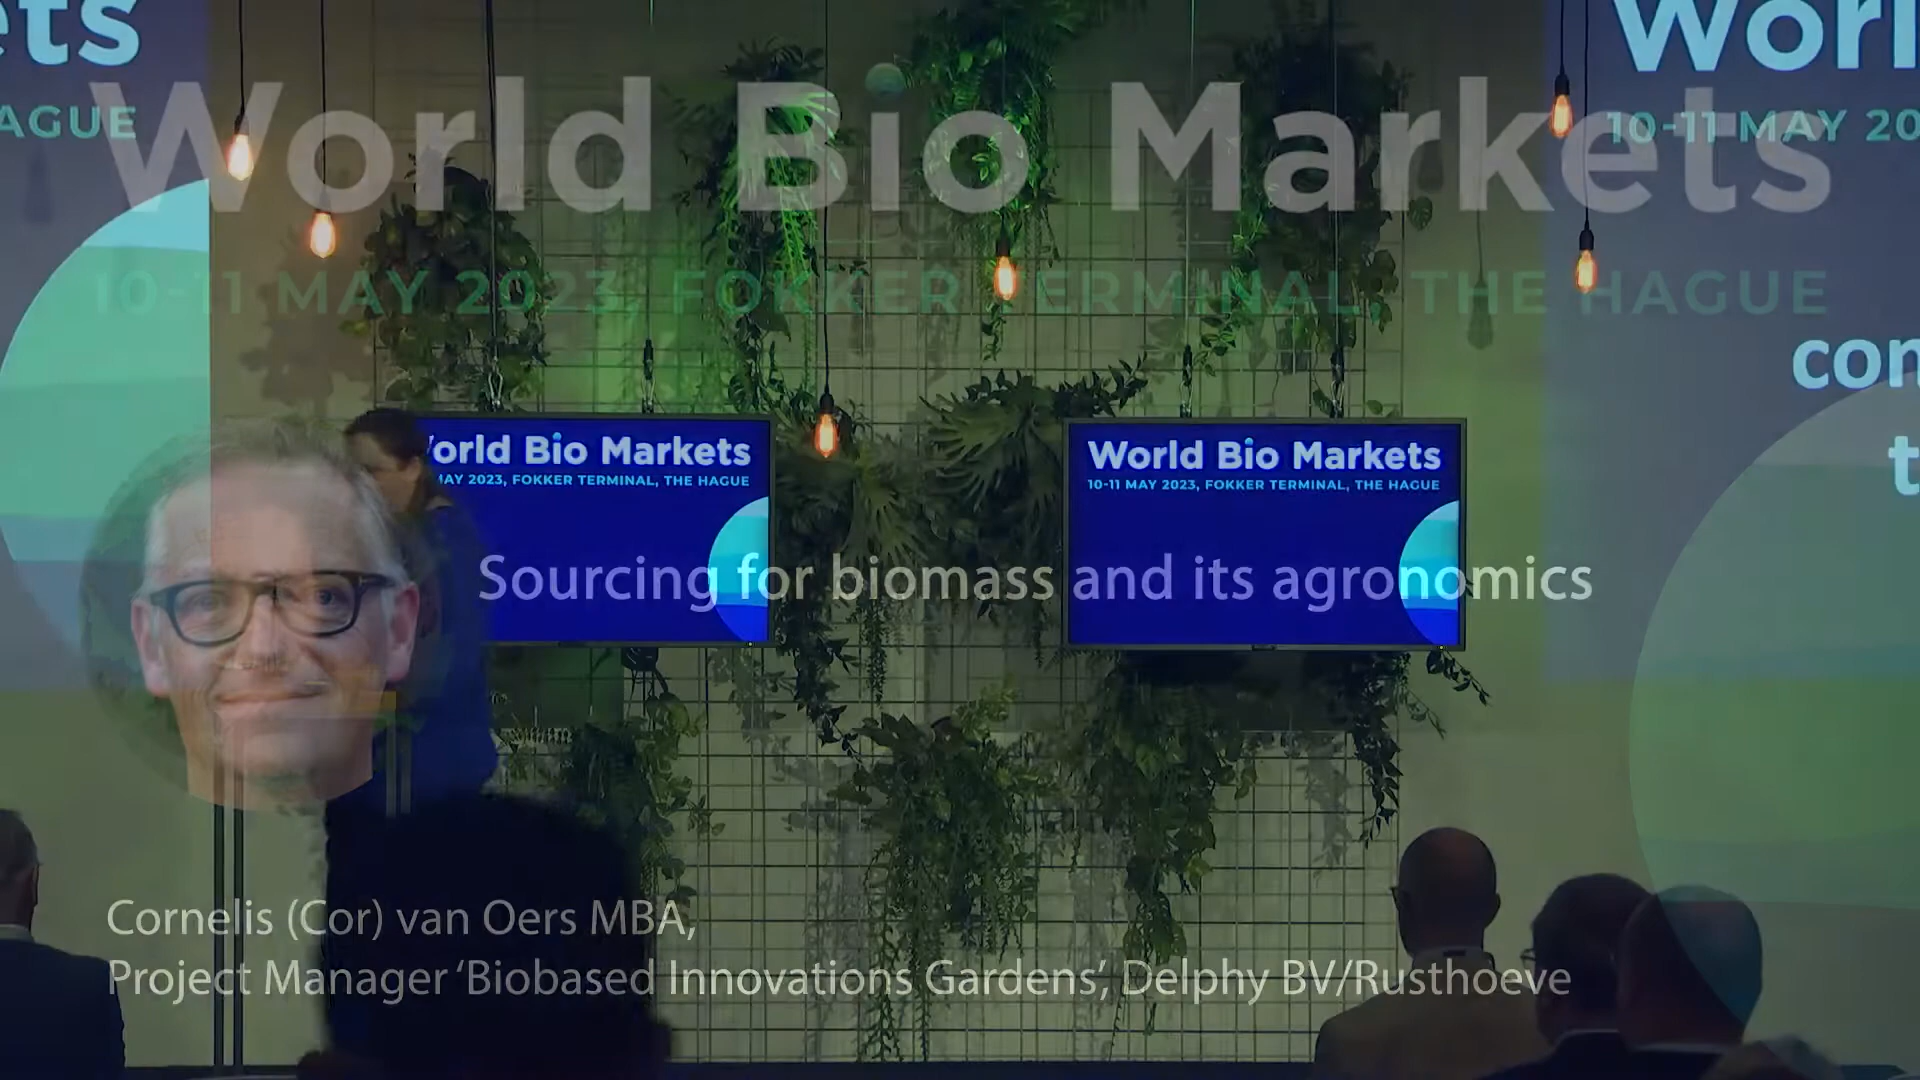 ets
Worl
AGUE
10-11 MAY 20
World Bio Markets
10-11 MAY 2023, FOKKER TERMINAL, THE HAGUE
con
t
orld Bio Markets
MAY 2023, FOKKER TERMINAL, THE HAGUE
World Bio Markets
10-11 MAY 2023, FOKKER TERMINAL, THE HAGUE
Sourcing for biomass and its agronomics
Cornelis (Cor) van Oers MBA,
Project Manager ‘Biobased Innovations Gardens’, Delphy BV/Rusthoeve